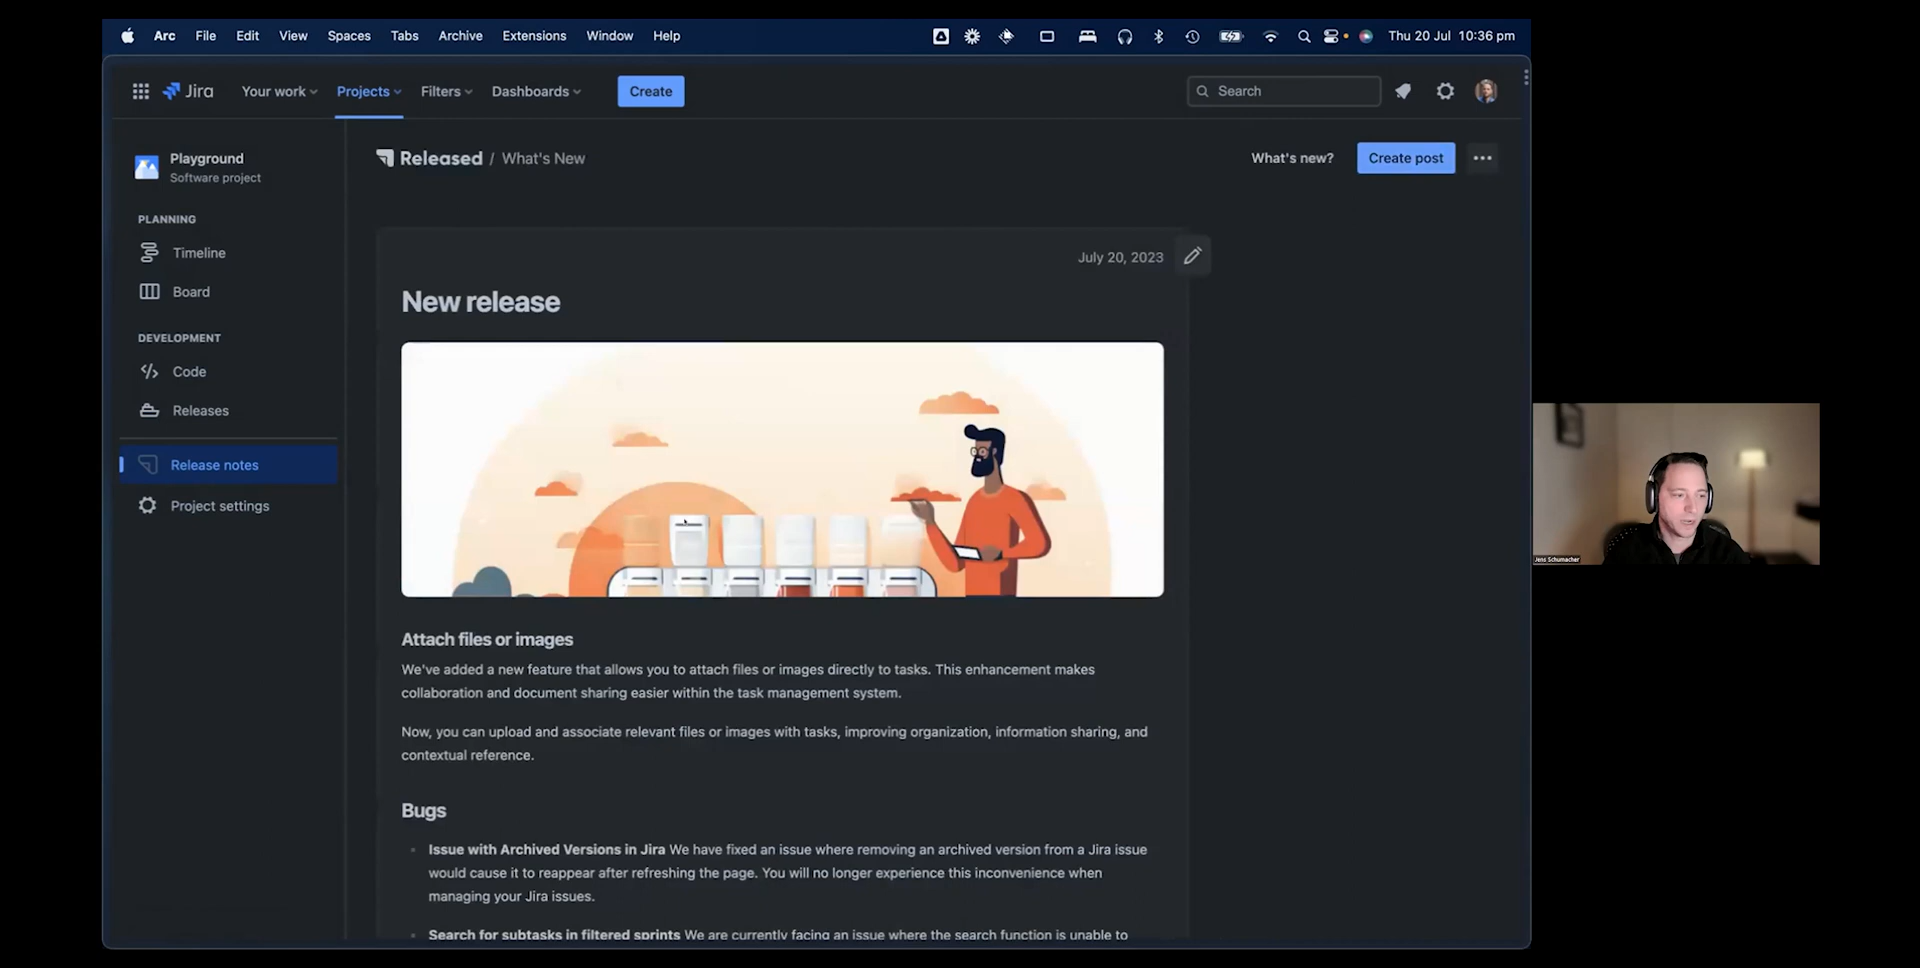 Arc File Edit View Spaces Tabs Archive Extensions Window Help Thu 20 Jul 10:36 pm
Jira Your work Projects Filters Dashboards Create Search
Playground
Software project
PLANNING
Timeline
Board
DEVELOPMENT
Code
Releases
Release notes
Project settings
Released / What's New What's new? Create post
July 20, 2023
New release
Attach files or images
We've added a new feature that allows you to attach files or images directly to tasks. This enhancement makes
collaboration and document sharing easier within the task management system.
Now, you can upload and associate relevant files or images with tasks, improving organization, information sharing, and
contextual reference.
Bugs
Issue with Archived Versions in Jira We have fixed an issue where removing an archived version from a Jira issue
would cause it to reappear after refreshing the page. You will no longer experience this inconvenience when
managing your Jira issues.
Search for subtasks in filtered sprints We are currently facing an issue where the search function is unable to
Jens Schumacher